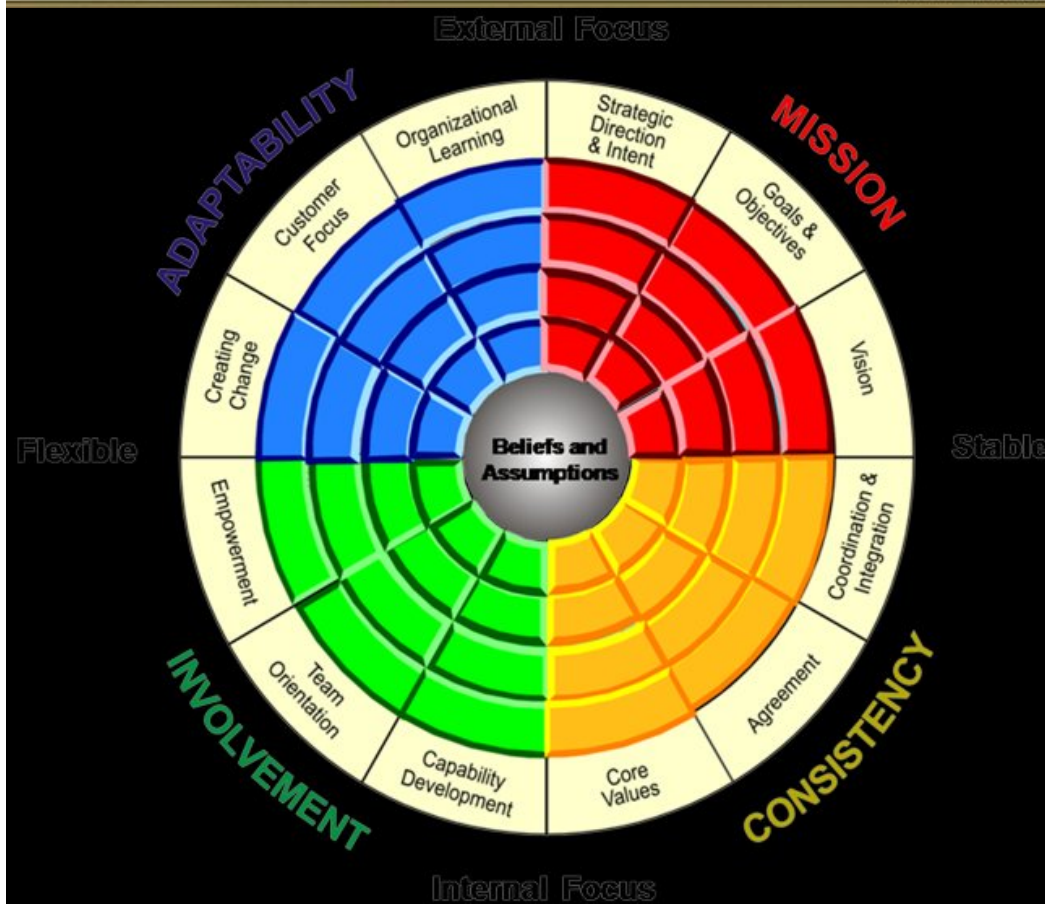 External Focus
ADAPTABILITY
MISSION
Organizational
Learning
Strategic
Direction
& Intent
Customer
Focus
Goals &
Objectives
Creating
Change
Vision
Flexible
Beliefs and
Assumptions
Stable
Empowerment
Coordination &
Integration
Team
Orientation
Agreement
Capability
Development
Core
Values
INVOLVEMENT
CONSISTENCY
Internal Focus